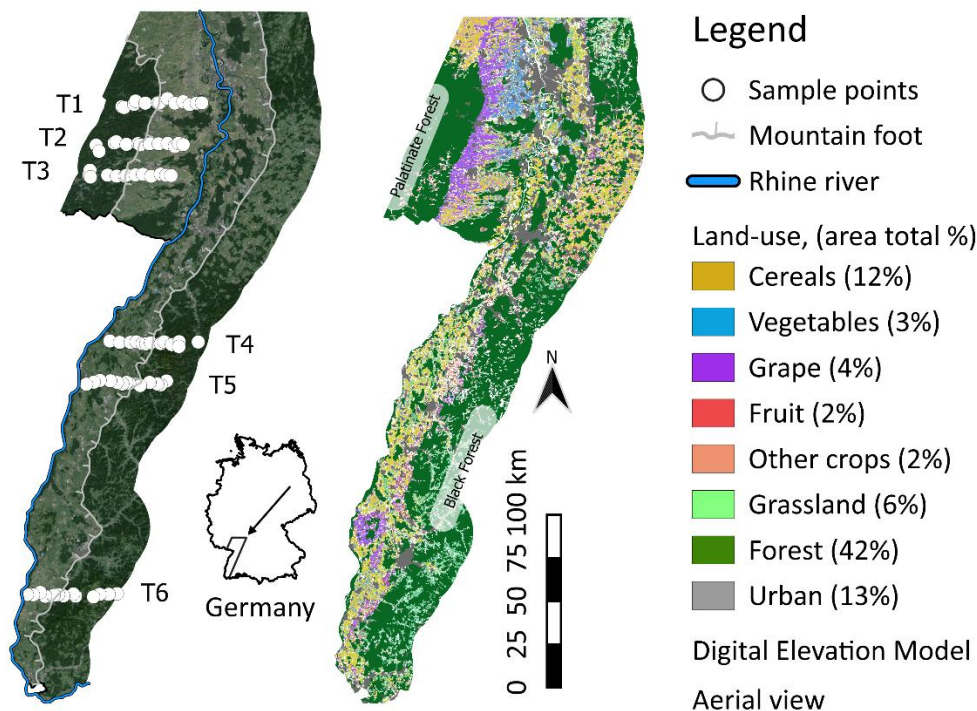 T1
T2
T3
T4
T5
T6
Germany
Palatinate Forest
Black Forest
N
0 25 50 75 100 km
Legend
Sample points
Mountain foot
Rhine river
Land-use, (area total %)
Cereals (12%)
Vegetables (3%)
Grape (4%)
Fruit (2%)
Other crops (2%)
Grassland (6%)
Forest (42%)
Urban (13%)
Digital Elevation Model
Aerial view